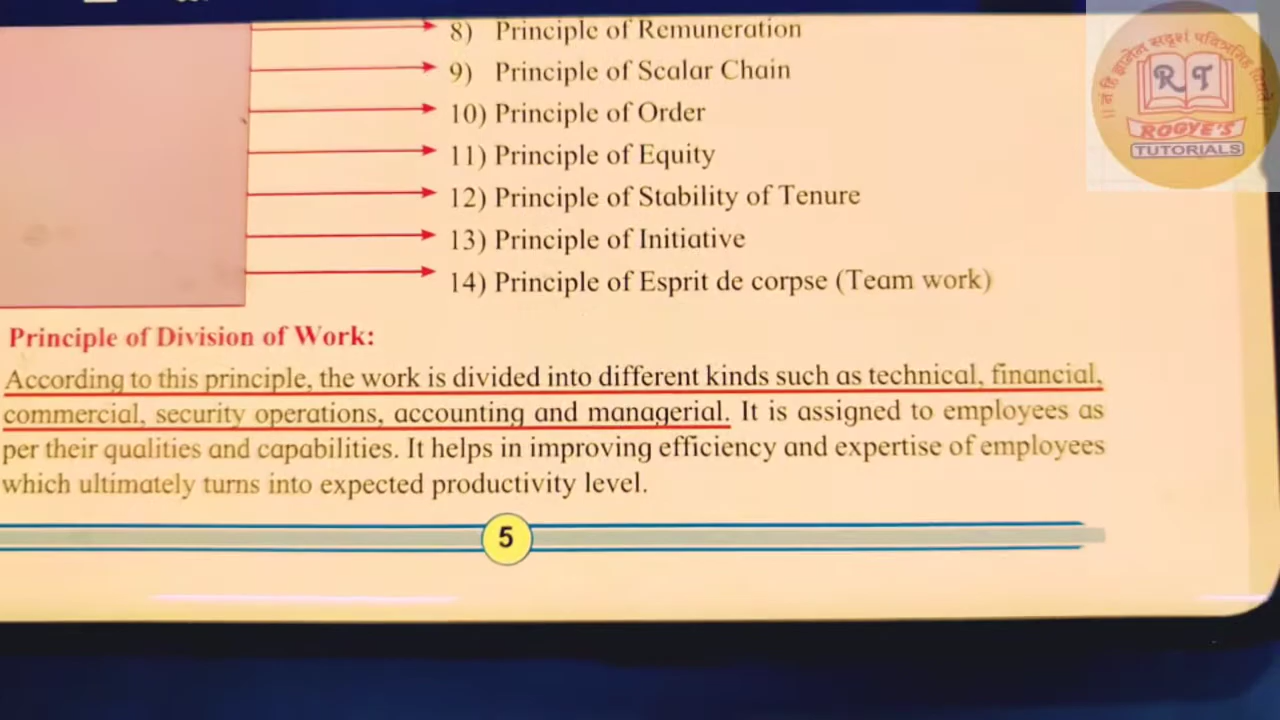 8) Principle of Remuneration
9) Principle of Scalar Chain
10) Principle of Order
11) Principle of Equity
12) Principle of Stability of Tenure
13) Principle of Initiative
14) Principle of Esprit de corpse (Team work)
Principle of Division of Work:
According to this principle, the work is divided into different kinds such as technical, financial,
commercial, security operations, accounting and managerial. It is assigned to employees as
per their qualities and capabilities. It helps in improving efficiency and expertise of employees
which ultimately turns into expected productivity level.
5
॥ न हि ज्ञानेन सदृशं पवित्रमिह विद्यते ॥
R T
ROGYE'S
TUTORIALS